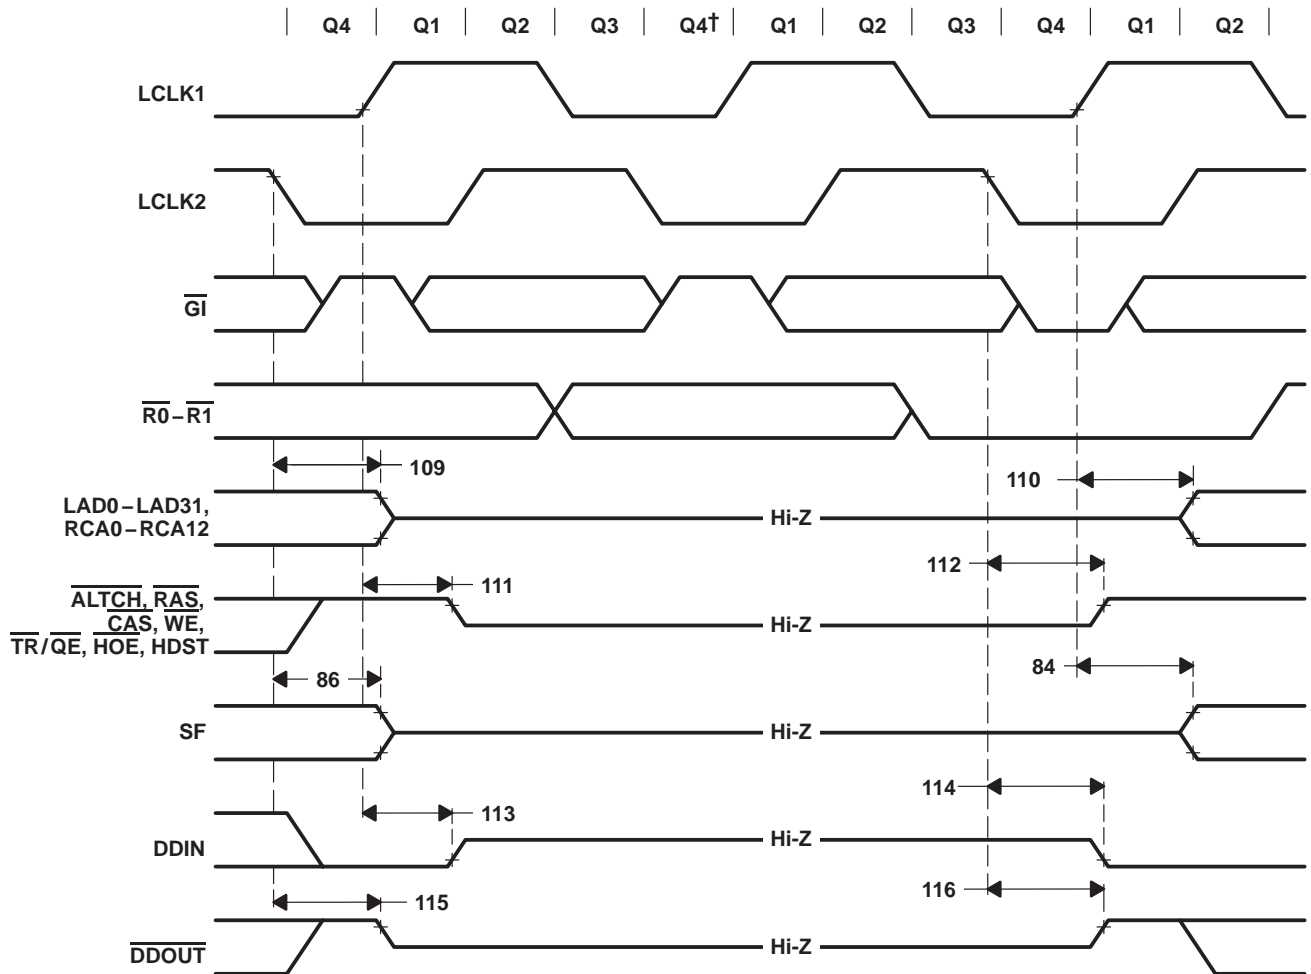 Q4 Q1 Q2 Q3 Q4† Q1 Q2 Q3 Q4 Q1 Q2
LCLK1
LCLK2
GI
R0–R1
109
110
LAD0–LAD31,
RCA0–RCA12
Hi-Z
112
111
ALTCH, RAS,
CAS, WE,
TR/QE, HOE, HDST
Hi-Z
84
86
SF
Hi-Z
114
113
DDIN
Hi-Z
116
115
DDOUT
Hi-Z